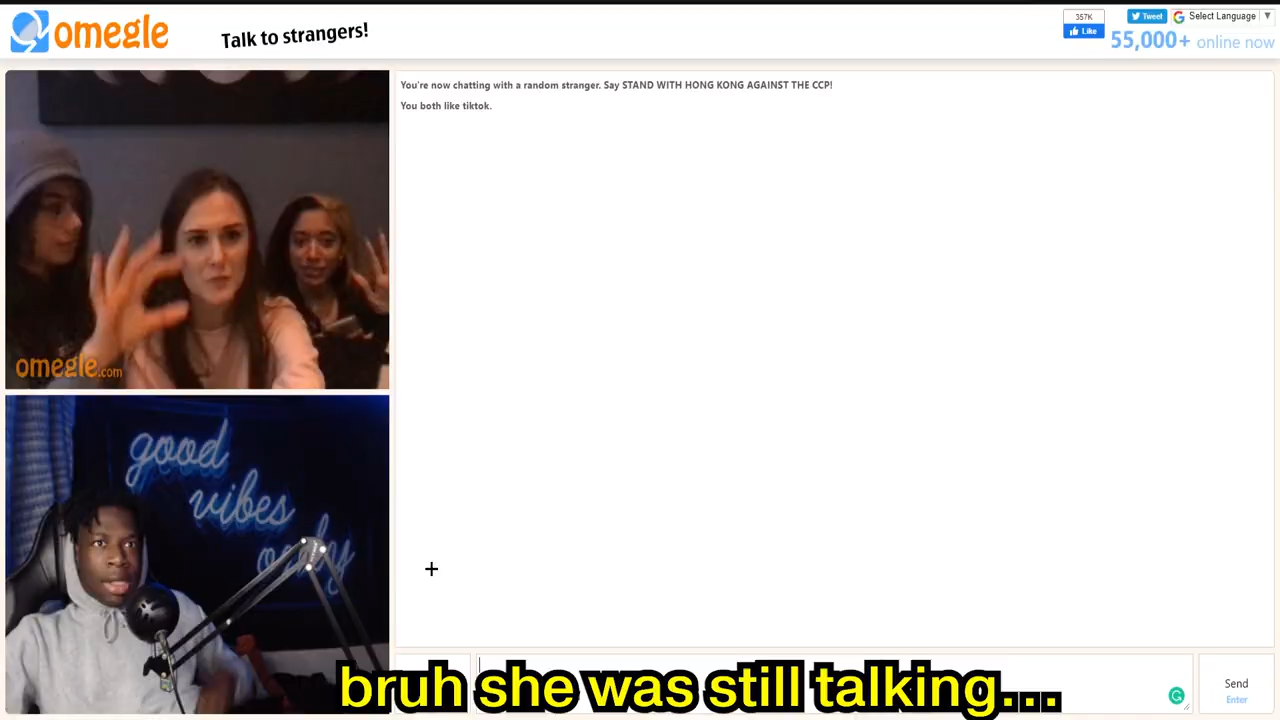 omegle
Talk to strangers!
357K
Like
Tweet
Select Language
55,000+ online now
You're now chatting with a random stranger. Say STAND WITH HONG KONG AGAINST THE CCP!
You both like tiktok.
omegle.com
good
vibes
only
bruh she was still talking...
Send
Enter